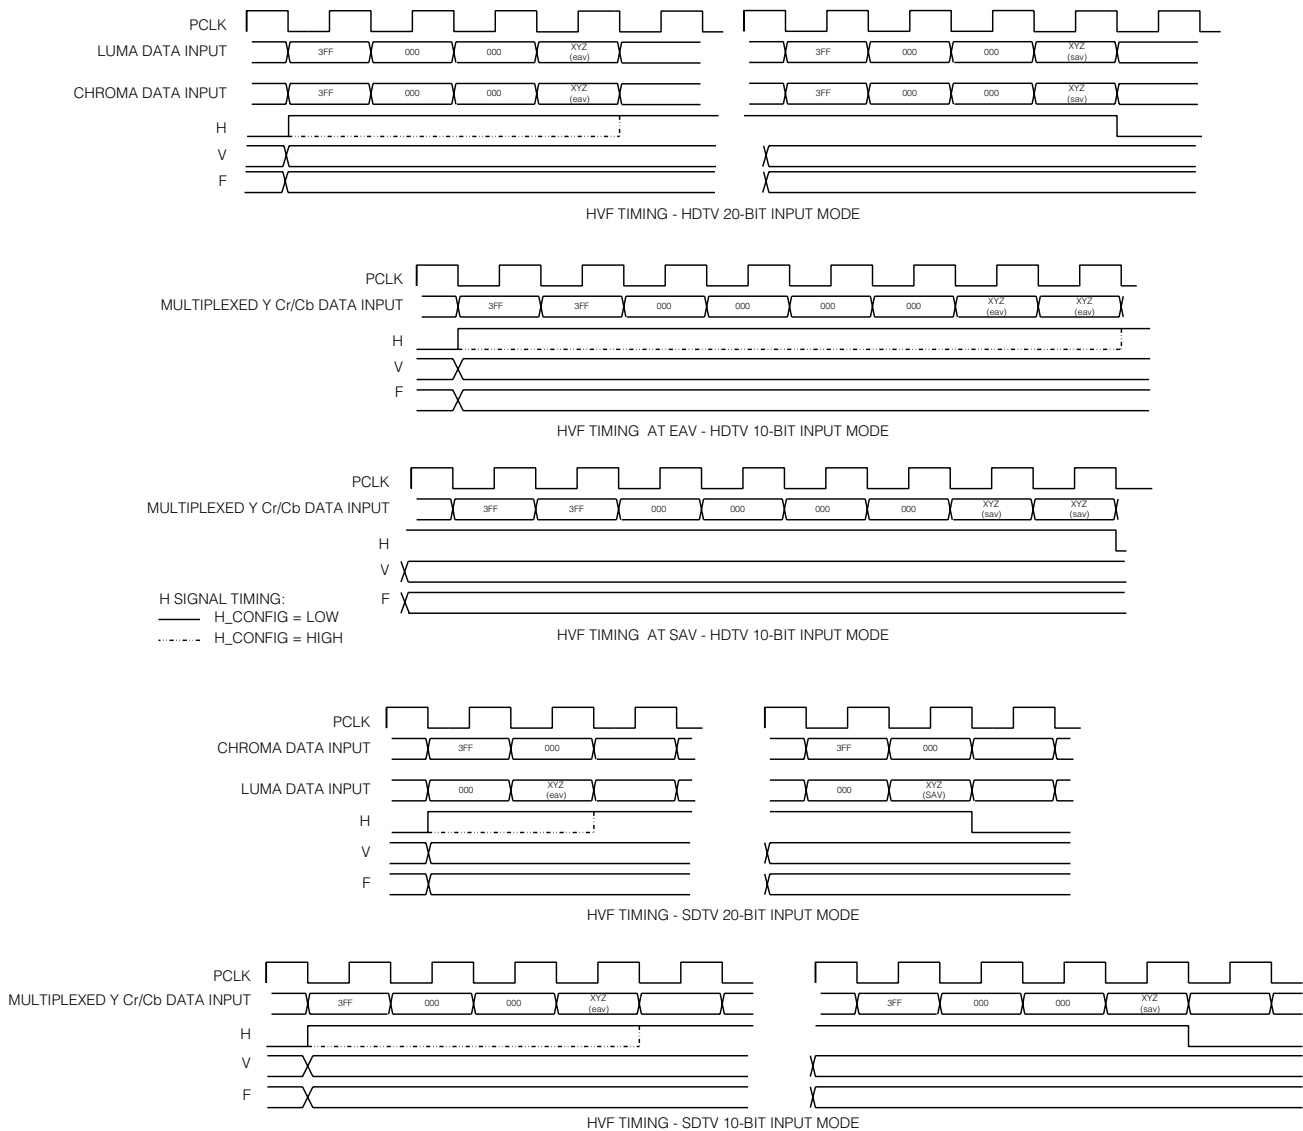 PCLK
LUMA DATA INPUT
3FF 000 000 XYZ (eav) 3FF 000 000 XYZ (sav)
CHROMA DATA INPUT
3FF 000 000 XYZ (eav) 3FF 000 000 XYZ (sav)
H
V
F
HVF TIMING - HDTV 20-BIT INPUT MODE
PCLK
MULTIPLEXED Y Cr/Cb DATA INPUT
3FF 3FF 000 000 000 000 XYZ (eav) XYZ (eav)
H
V
F
HVF TIMING AT EAV - HDTV 10-BIT INPUT MODE
PCLK
MULTIPLEXED Y Cr/Cb DATA INPUT
3FF 3FF 000 000 000 000 XYZ (sav) XYZ (sav)
H
V
F
H SIGNAL TIMING:
H_CONFIG = LOW
H_CONFIG = HIGH
HVF TIMING AT SAV - HDTV 10-BIT INPUT MODE
PCLK
CHROMA DATA INPUT
3FF 000 3FF 000
LUMA DATA INPUT
000 XYZ (eav) 000 XYZ (SAV)
H
V
F
HVF TIMING - SDTV 20-BIT INPUT MODE
PCLK
MULTIPLEXED Y Cr/Cb DATA INPUT
3FF 000 000 XYZ (eav) 3FF 000 000 XYZ (sav)
H
V
F
HVF TIMING - SDTV 10-BIT INPUT MODE